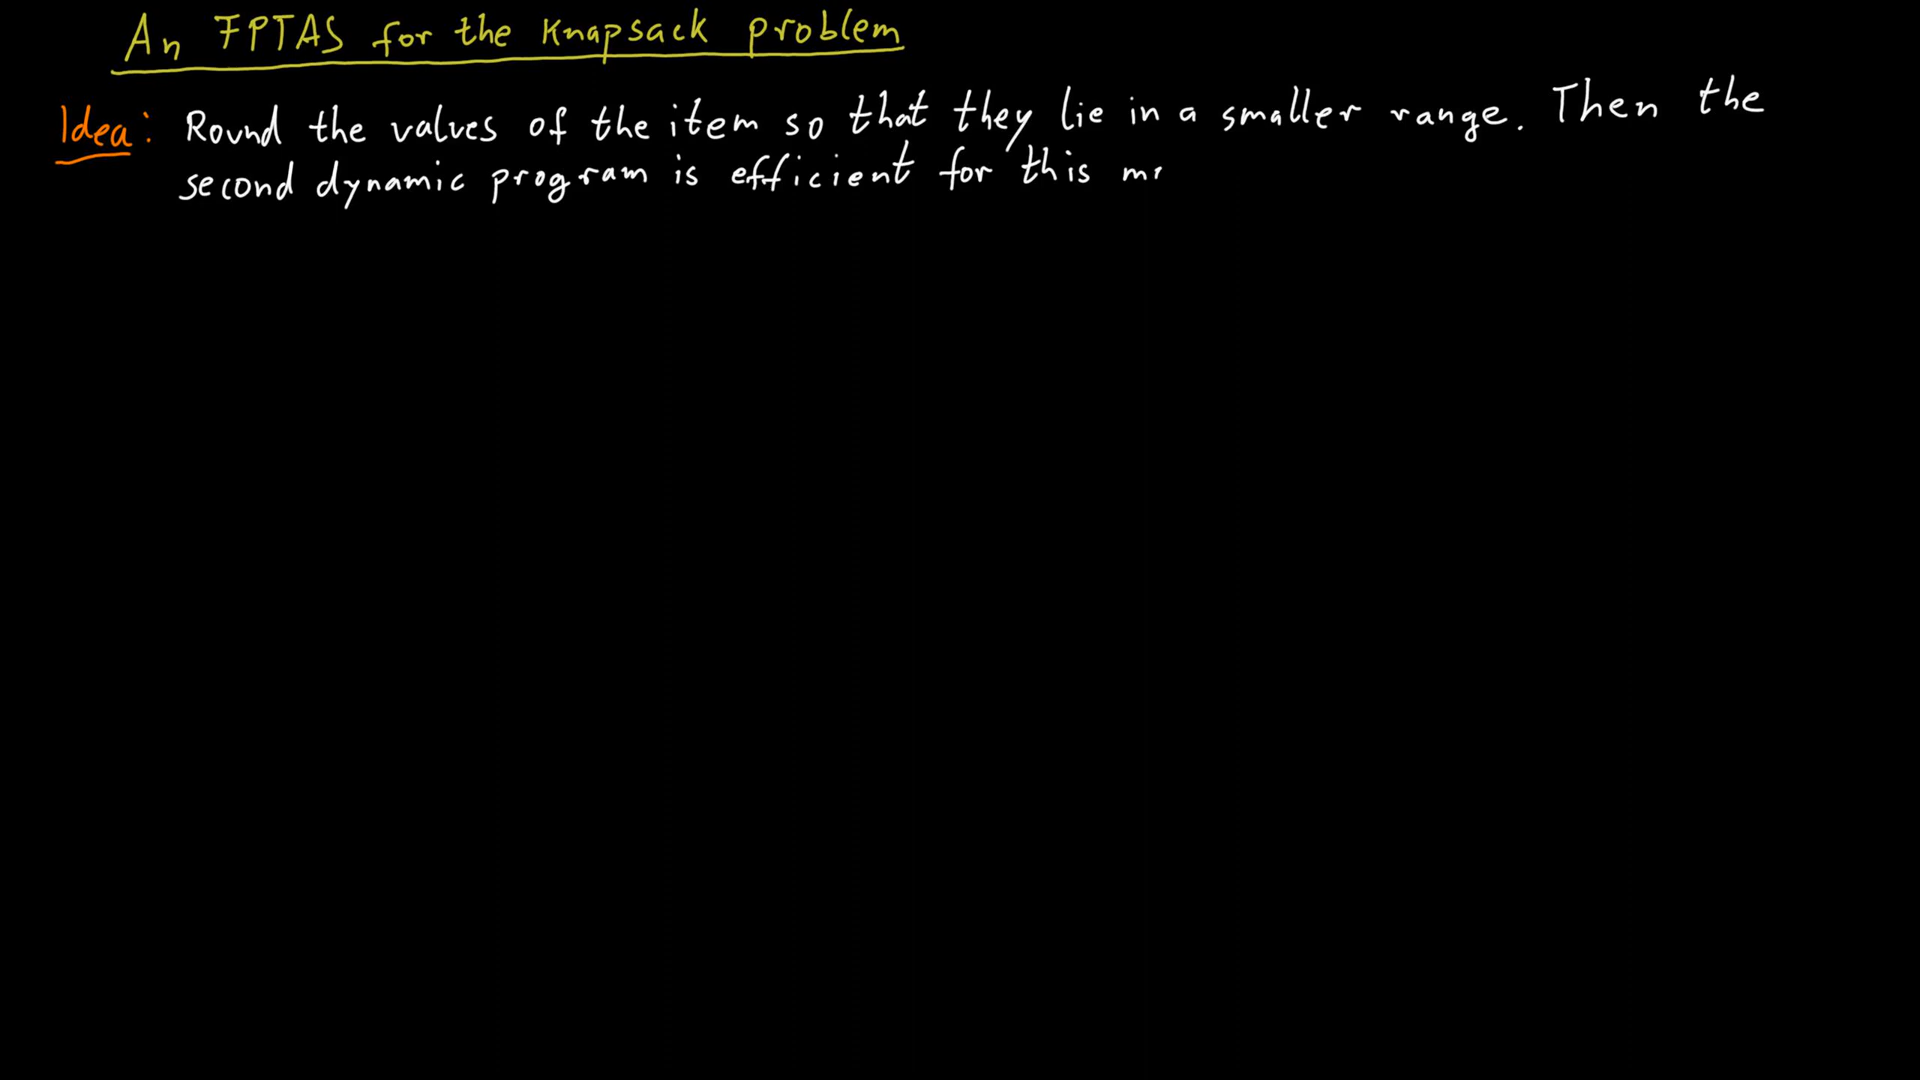 An FPTAS for the Knapsack problem
Idea: Round the values of the item so that they lie in a smaller range. Then the
second dynamic program is efficient for this